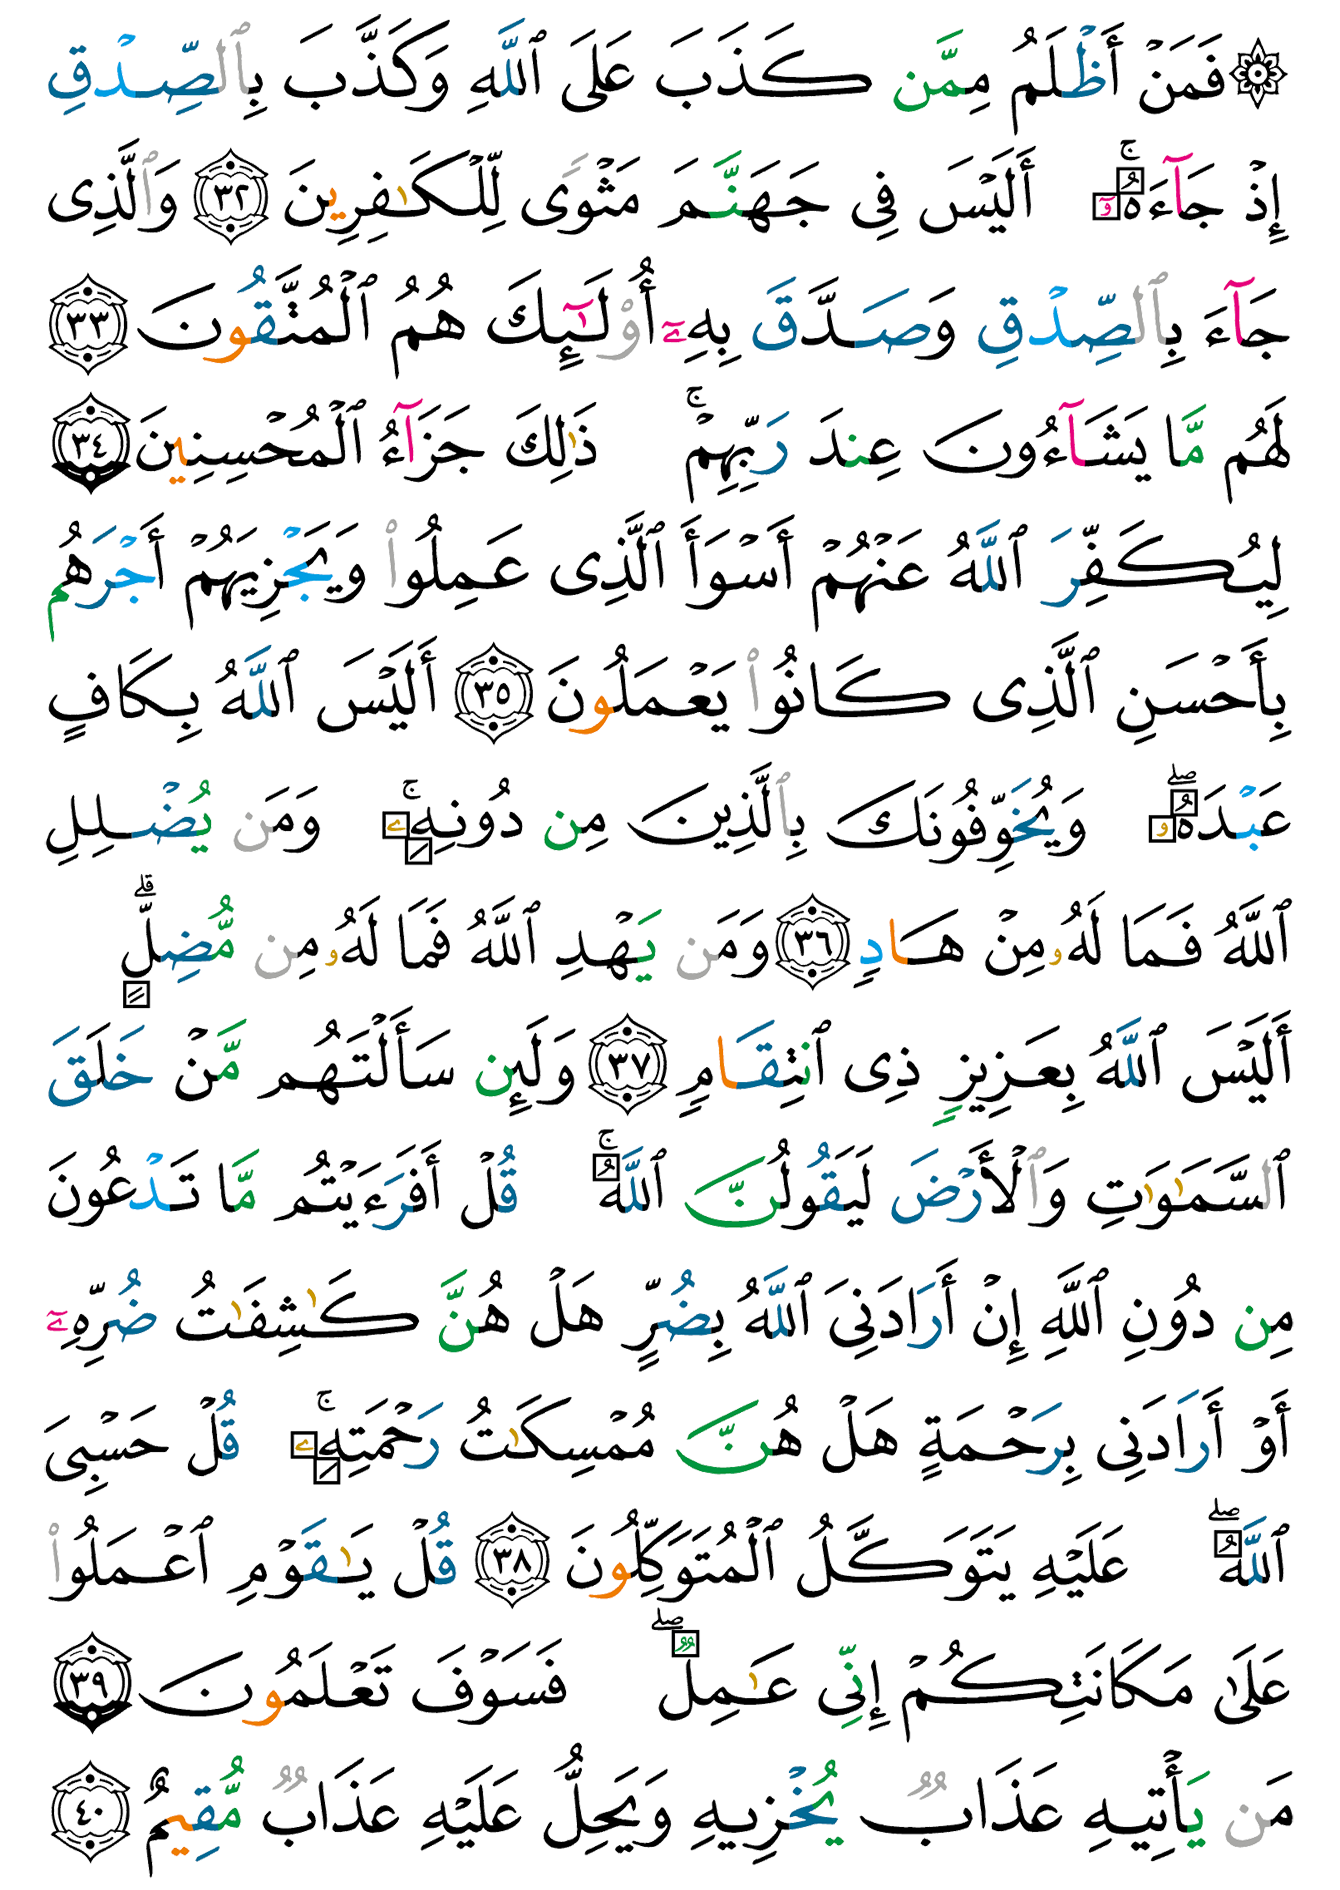 ۞فَمَنۡ أَظۡلَمُ مِمَّن كَذَبَ عَلَى ٱللَّهِ وَكَذَّبَ بِٱلصِّدۡقِ
إِذۡ جَآءَهُۥٓۚ أَلَيۡسَ فِى جَهَنَّمَ مَثۡوًى لِّلۡكَـٰفِرِينَ ٣٢ وَٱلَّذِى
جَآءَ بِٱلصِّدۡقِ وَصَدَّقَ بِهِۦٓ أُوْلَـٰٓئِكَ هُمُ ٱلۡمُتَّقُونَ ٣٣
لَهُم مَّا يَشَآءُونَ عِندَ رَبِّهِمۡۚ ذَٰلِكَ جَزَآءُ ٱلۡمُحۡسِنِينَ ٣٤
لِيُكَفِّرَ ٱللَّهُ عَنۡهُمۡ أَسۡوَأَ ٱلَّذِى عَمِلُواْ وَيَجۡزِيَهُمۡ أَجۡرَهُم
بِأَحۡسَنِ ٱلَّذِى كَانُواْ يَعۡمَلُونَ ٣٥ أَلَيۡسَ ٱللَّهُ بِكَافٍ
عَبۡدَهُۥۖ وَيُخَوِّفُونَكَ بِٱلَّذِينَ مِن دُونِهِۦۚ وَمَن يُضۡلِلِ
ٱللَّهُ فَمَا لَهُۥ مِنۡ هَادٍ ٣٦ وَمَن يَهۡدِ ٱللَّهُ فَمَا لَهُۥ مِن مُّضِلٍّۗ
أَلَيۡسَ ٱللَّهُ بِعَزِيزٍ ذِى ٱنتِقَامٍ ٣٧ وَلَئِن سَأَلۡتَهُم مَّنۡ خَلَقَ
ٱلسَّمَـٰوَٰتِ وَٱلۡأَرۡضَ لَيَقُولُنَّ ٱللَّهُۚ قُلۡ أَفَرَءَيۡتُم مَّا تَدۡعُونَ
مِن دُونِ ٱللَّهِ إِنۡ أَرَادَنِىَ ٱللَّهُ بِضُرٍّ هَلۡ هُنَّ كَـٰشِفَـٰتُ ضُرِّهِۦٓ
أَوۡ أَرَادَنِى بِرَحۡمَةٍ هَلۡ هُنَّ مُمۡسِكَـٰتُ رَحۡمَتِهِۦۚ قُلۡ حَسۡبِىَ
ٱللَّهُۖ عَلَيۡهِ يَتَوَكَّلُ ٱلۡمُتَوَكِّلُونَ ٣٨ قُلۡ يَـٰقَوۡمِ ٱعۡمَلُواْ
عَلَىٰ مَكَانَتِكُمۡ إِنِّى عَـٰمِلٌۖ فَسَوۡفَ تَعۡلَمُونَ ٣٩
مَن يَأۡتِيهِ عَذَابٌ يُخۡزِيهِ وَيَحِلُّ عَلَيۡهِ عَذَابٌ مُّقِيمٌ ٤٠